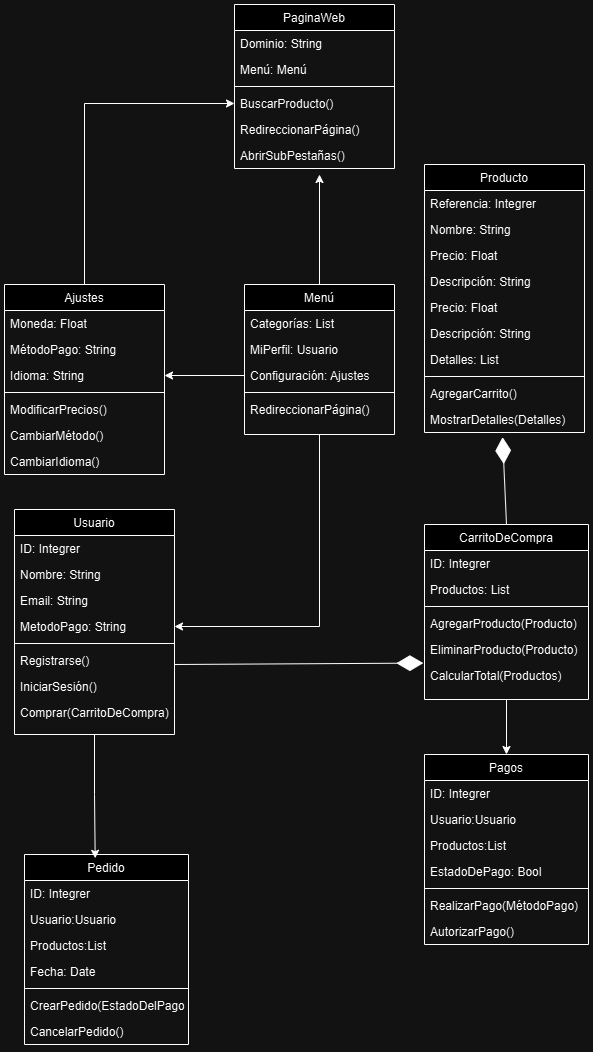 PaginaWeb
Dominio: String
Menú: Menú
BuscarProducto()
RedireccionarPágina()
AbrirSubPestañas()
Producto
Referencia: Integrer
Nombre: String
Precio: Float
Descripción: String
Precio: Float
Descripción: String
Detalles: List
AgregarCarrito()
MostrarDetalles(Detalles)
Ajustes
Moneda: Float
MétodoPago: String
Idioma: String
ModificarPrecios()
CambiarMétodo()
CambiarIdioma()
Menú
Categorías: List
MiPerfil: Usuario
Configuración: Ajustes
RedireccionarPágina()
Usuario
ID: Integrer
Nombre: String
Email: String
MetodoPago: String
Registrarse()
IniciarSesión()
Comprar(CarritoDeCompra)
CarritoDeCompra
ID: Integrer
Productos: List
AgregarProducto(Producto)
EliminarProducto(Producto)
CalcularTotal(Productos)
Pagos
ID: Integrer
Usuario:Usuario
Productos:List
EstadoDePago: Bool
RealizarPago(MétodoPago)
AutorizarPago()
Pedido
ID: Integrer
Usuario:Usuario
Productos:List
Fecha: Date
CrearPedido(EstadoDelPago
CancelarPedido()